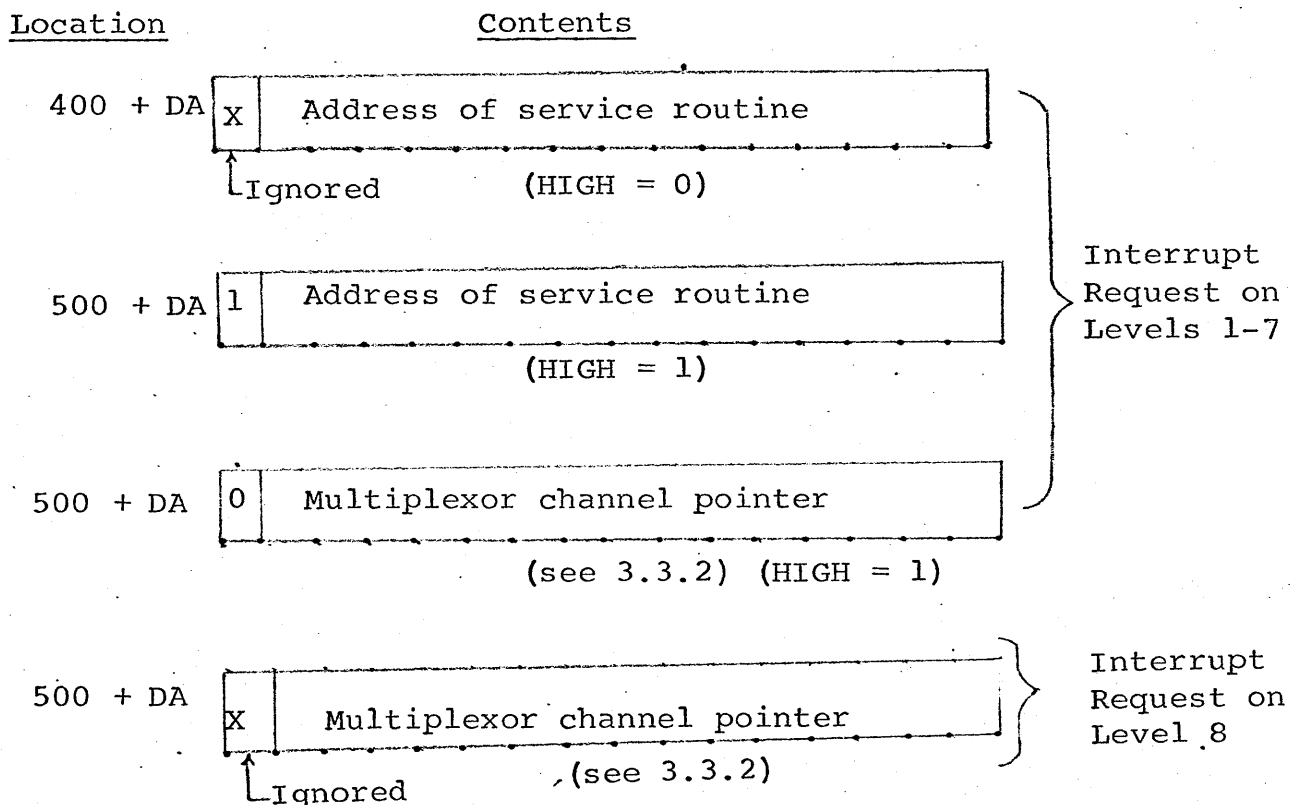 Location Contents
400 + DA X Address of service routine
Ignored (HIGH = 0)
500 + DA 1 Address of service routine
(HIGH = 1)
Interrupt
Request on
Levels 1-7
500 + DA 0 Multiplexor channel pointer
(see 3.3.2) (HIGH = 1)
500 + DA X Multiplexor channel pointer
Ignored (see 3.3.2)
Interrupt
Request on
Level 8